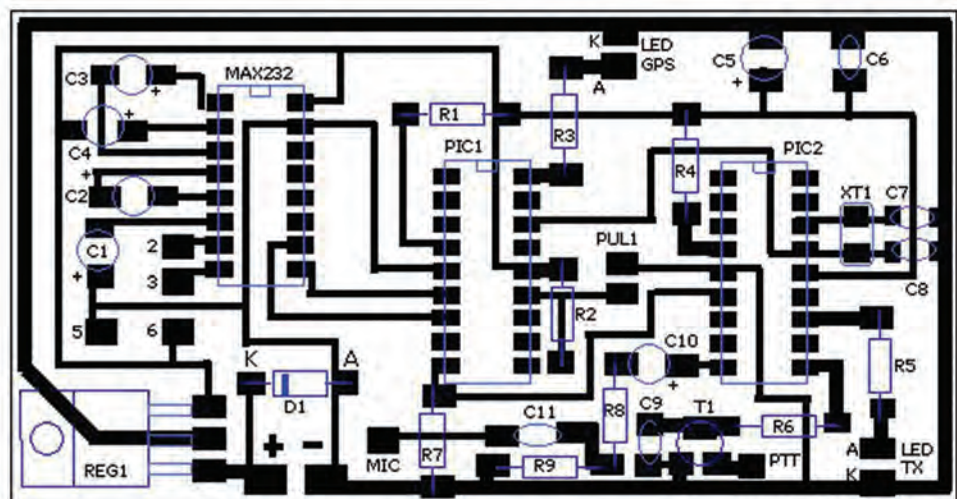 K LED
GPS
A
C3
+
MAX232
C5
+
C6
R1
R3
C4
+
PIC1
R4
PIC2
C2
+
XT1
C7
C1
+
2
3
PUL1
C8
5
6
R2
K
A
D1
C10
+
R5
REG1
+ -
MIC
R7
C11
R9
R8
C9
T1
R6
PTT
A LED
K TX